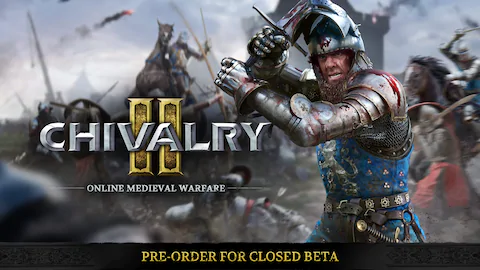 CHIVALRY
II
ONLINE MEDIEVAL WARFARE
PRE-ORDER FOR CLOSED BETA